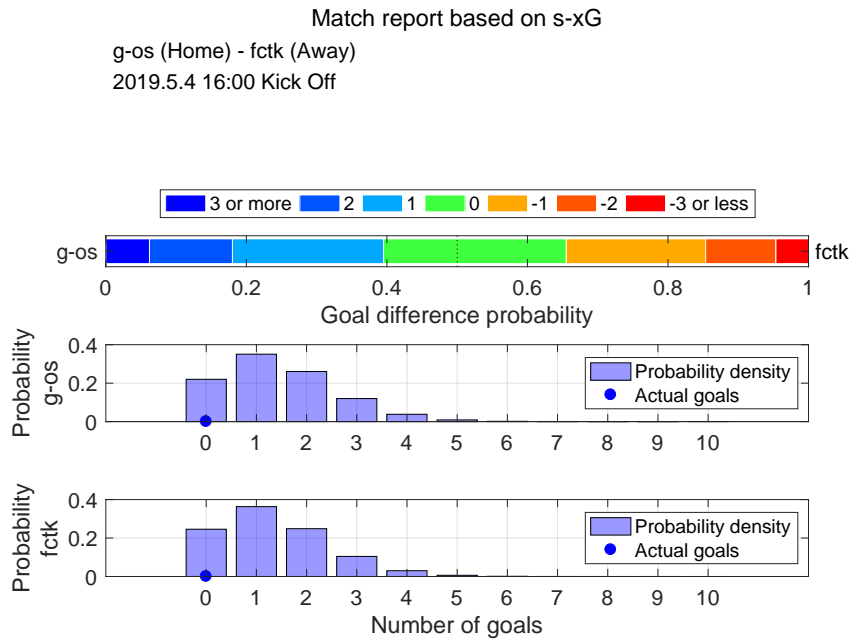 Match report based on s-xG
g-os (Home) - fctk (Away)
2019.5.4 16:00 Kick Off
3 or more 2 1 0 -1 -2 -3 or less
g-os fctk
0 0.2 0.4 0.6 0.8 1
Goal difference probability
Probability
g-os
0.4
0.2
0
Probability density
Actual goals
0 1 2 3 4 5 6 7 8 9 10
Probability
fctk
0.4
0.2
0
Probability density
Actual goals
0 1 2 3 4 5 6 7 8 9 10
Number of goals